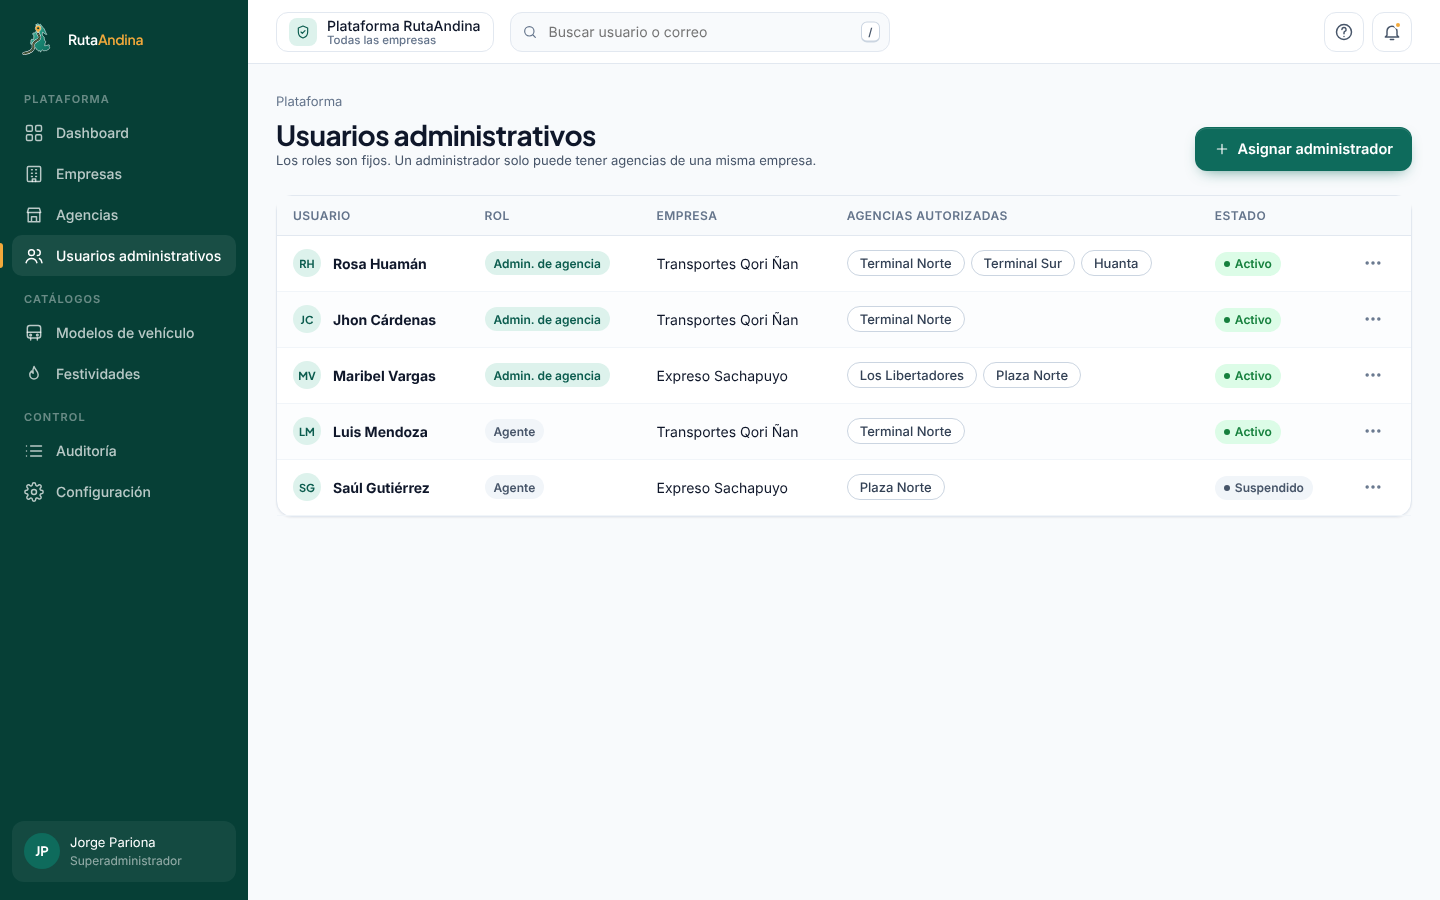 RutaAndina
PLATAFORMA
Dashboard
Empresas
Agencias
Usuarios administrativos
CATÁLOGOS
Modelos de vehículo
Festividades
CONTROL
Auditoría
Configuración
JP
Jorge Pariona
Superadministrador
Plataforma RutaAndina
Todas las empresas
Buscar usuario o correo
/
Plataforma
Usuarios administrativos
Los roles son fijos. Un administrador solo puede tener agencias de una misma empresa.
Asignar administrador
USUARIO ROL EMPRESA AGENCIAS AUTORIZADAS ESTADO
RH Rosa Huamán Admin. de agencia Transportes Qori Ñan Terminal Norte Terminal Sur Huanta Activo
JC Jhon Cárdenas Admin. de agencia Transportes Qori Ñan Terminal Norte Activo
MV Maribel Vargas Admin. de agencia Expreso Sachapuyo Los Libertadores Plaza Norte Activo
LM Luis Mendoza Agente Transportes Qori Ñan Terminal Norte Activo
SG Saúl Gutiérrez Agente Expreso Sachapuyo Plaza Norte Suspendido